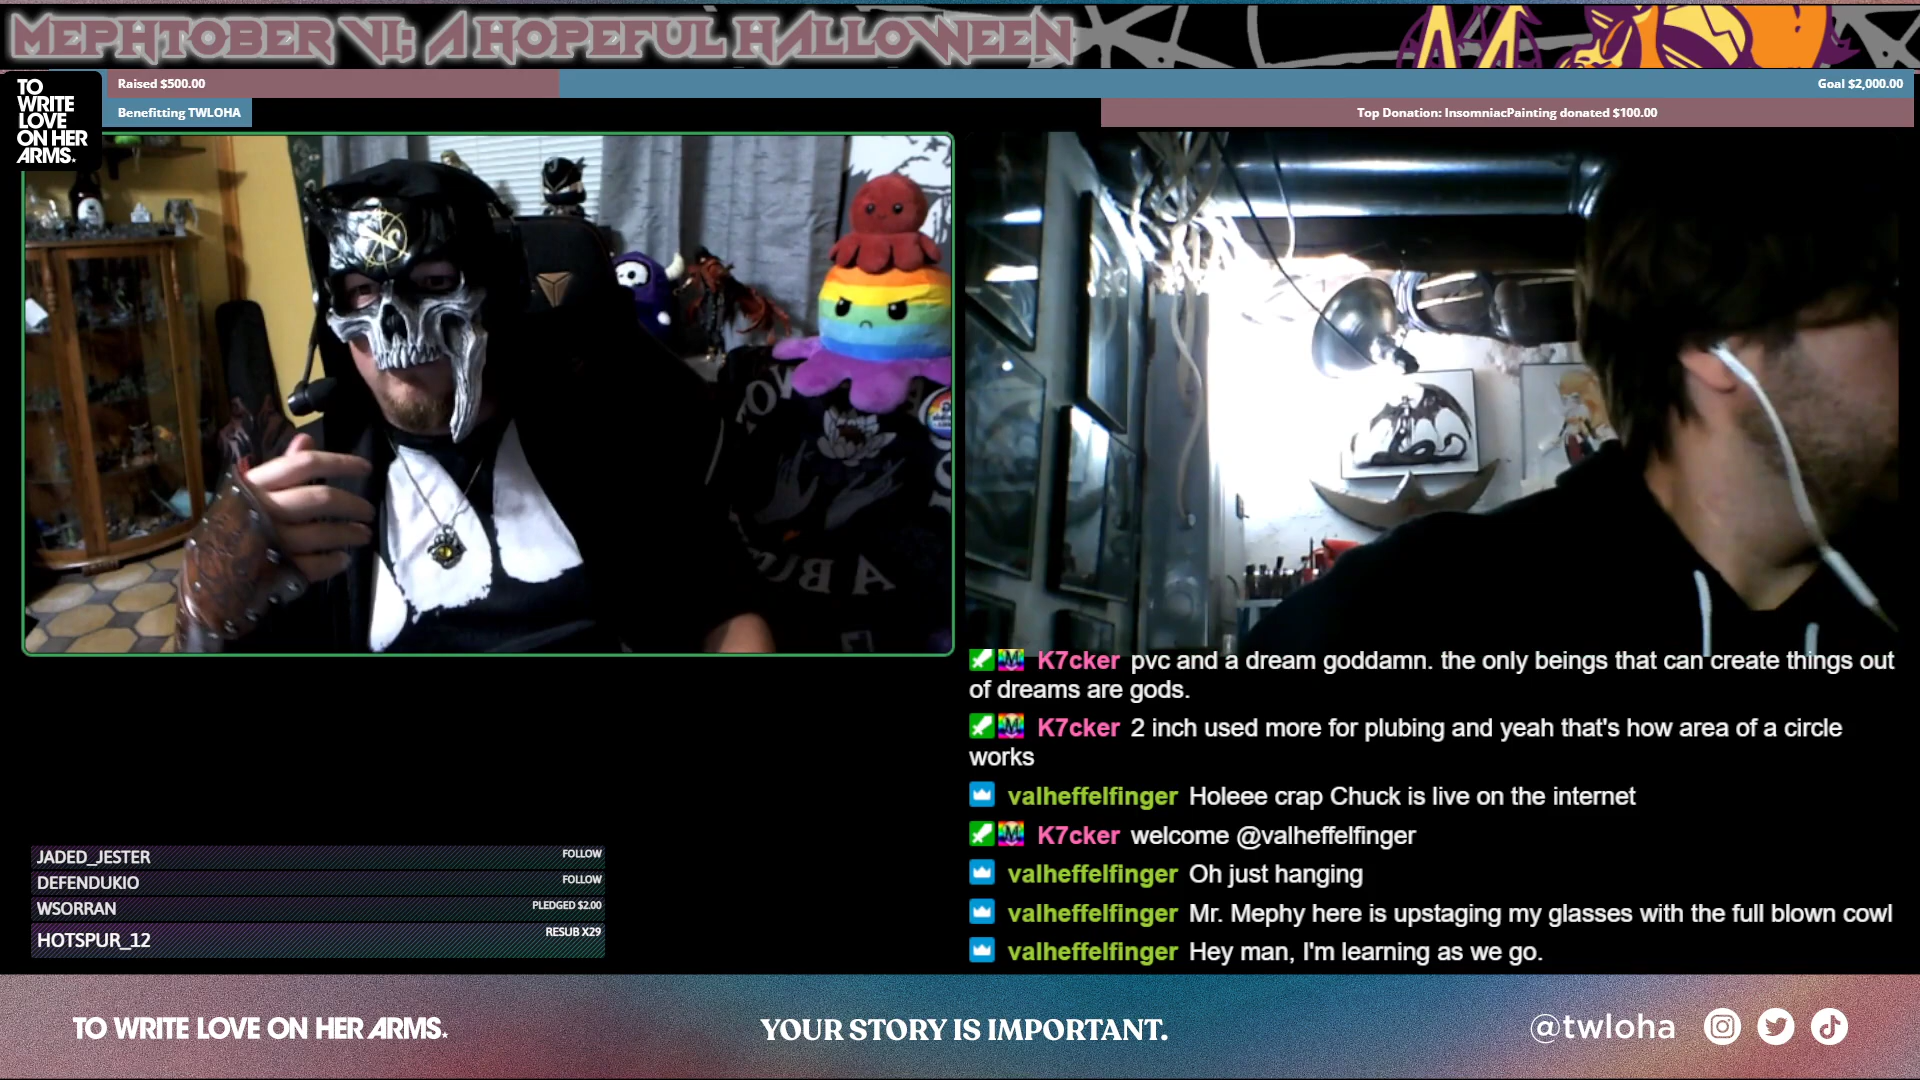 MEPHTOBER VI: A HOPEFUL HALLOWEEN
TO
WRITE
LOVE
ON HER
ARMS.
Raised $500.00
Goal $2,000.00
Benefitting TWLOHA
Top Donation: InsomniacPainting donated $100.00
K7cker pvc and a dream goddamn. the only beings that can create things out
of dreams are gods.
K7cker 2 inch used more for plubing and yeah that's how area of a circle
works
valheffelfinger Holeee crap Chuck is live on the internet
K7cker welcome @valheffelfinger
valheffelfinger Oh just hanging
valheffelfinger Mr. Mephy here is upstaging my glasses with the full blown cowl
valheffelfinger Hey man, I'm learning as we go.
JADED_JESTER FOLLOW
DEFENDUKIO FOLLOW
WSORRAN PLEDGED $2.00
HOTSPUR_12 RESUB X29
TO WRITE LOVE ON HER ARMS.
YOUR STORY IS IMPORTANT.
@twloha